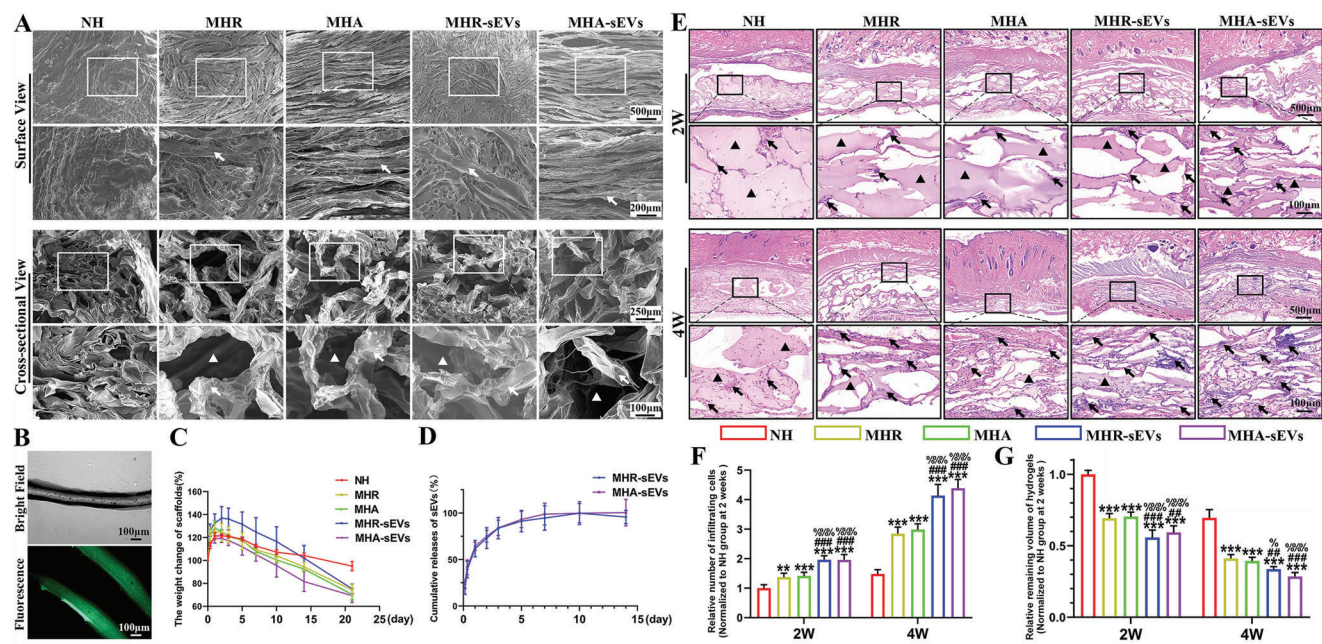 A
NH
MHR
MHA
MHR-sEVs
MHA-sEVs
Surface View
500μm
200μm
Cross-sectional View
250μm
100μm
B
Bright Field
100μm
Fluorescence
100μm
C
The weight change of scaffolds(%)
140
120
100
80
60
0
5
10
15
20
25 (day)
NH
MHR
MHA
MHR-sEVs
MHA-sEVs
D
Cumulative releases of sEVs (%)
150
100
50
0
0
5
10
15 (day)
MHR-sEVs
MHA-sEVs
E
NH
MHR
MHA
MHR-sEVs
MHA-sEVs
2W
500μm
100μm
4W
500μm
100μm
NH
MHR
MHA
MHR-sEVs
MHA-sEVs
F
Relative number of infiltrating cells
(Normalized to NH group at 2 weeks )
5
4
3
2
1
0
** ***
%%%
###
***
%%%
###
***
*** ***
%%%
###
***
%%%
###
***
2W
4W
G
Relative remaining volume of hydrogels
(Normalized to NH group at 2 weeks )
1.0
0.5
0.0
*** ***
%%%
###
***
%%%
##
***
*** ***
%
##
***
%%%
###
***
2W
4W